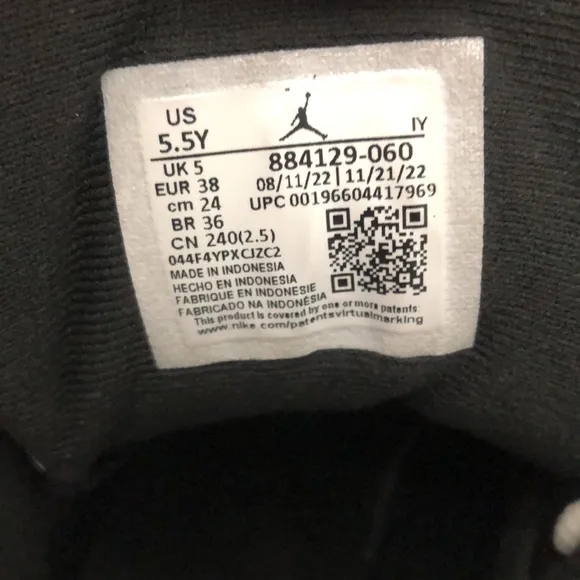 US
5.5Y
IY
UK 5
EUR 38
cm 24
BR 36
CN 240(2.5)
044F4YPXCJZC2
884129-060
08/11/22 | 11/21/22
UPC 00196604417969
MADE IN INDONESIA
HECHO EN INDONESIA
FABRIQUE EN INDONESIE
FABRICADO NA INDONÉSIA
This product is covered by one or more patents
www.nike.com/patentsvirtualmarking